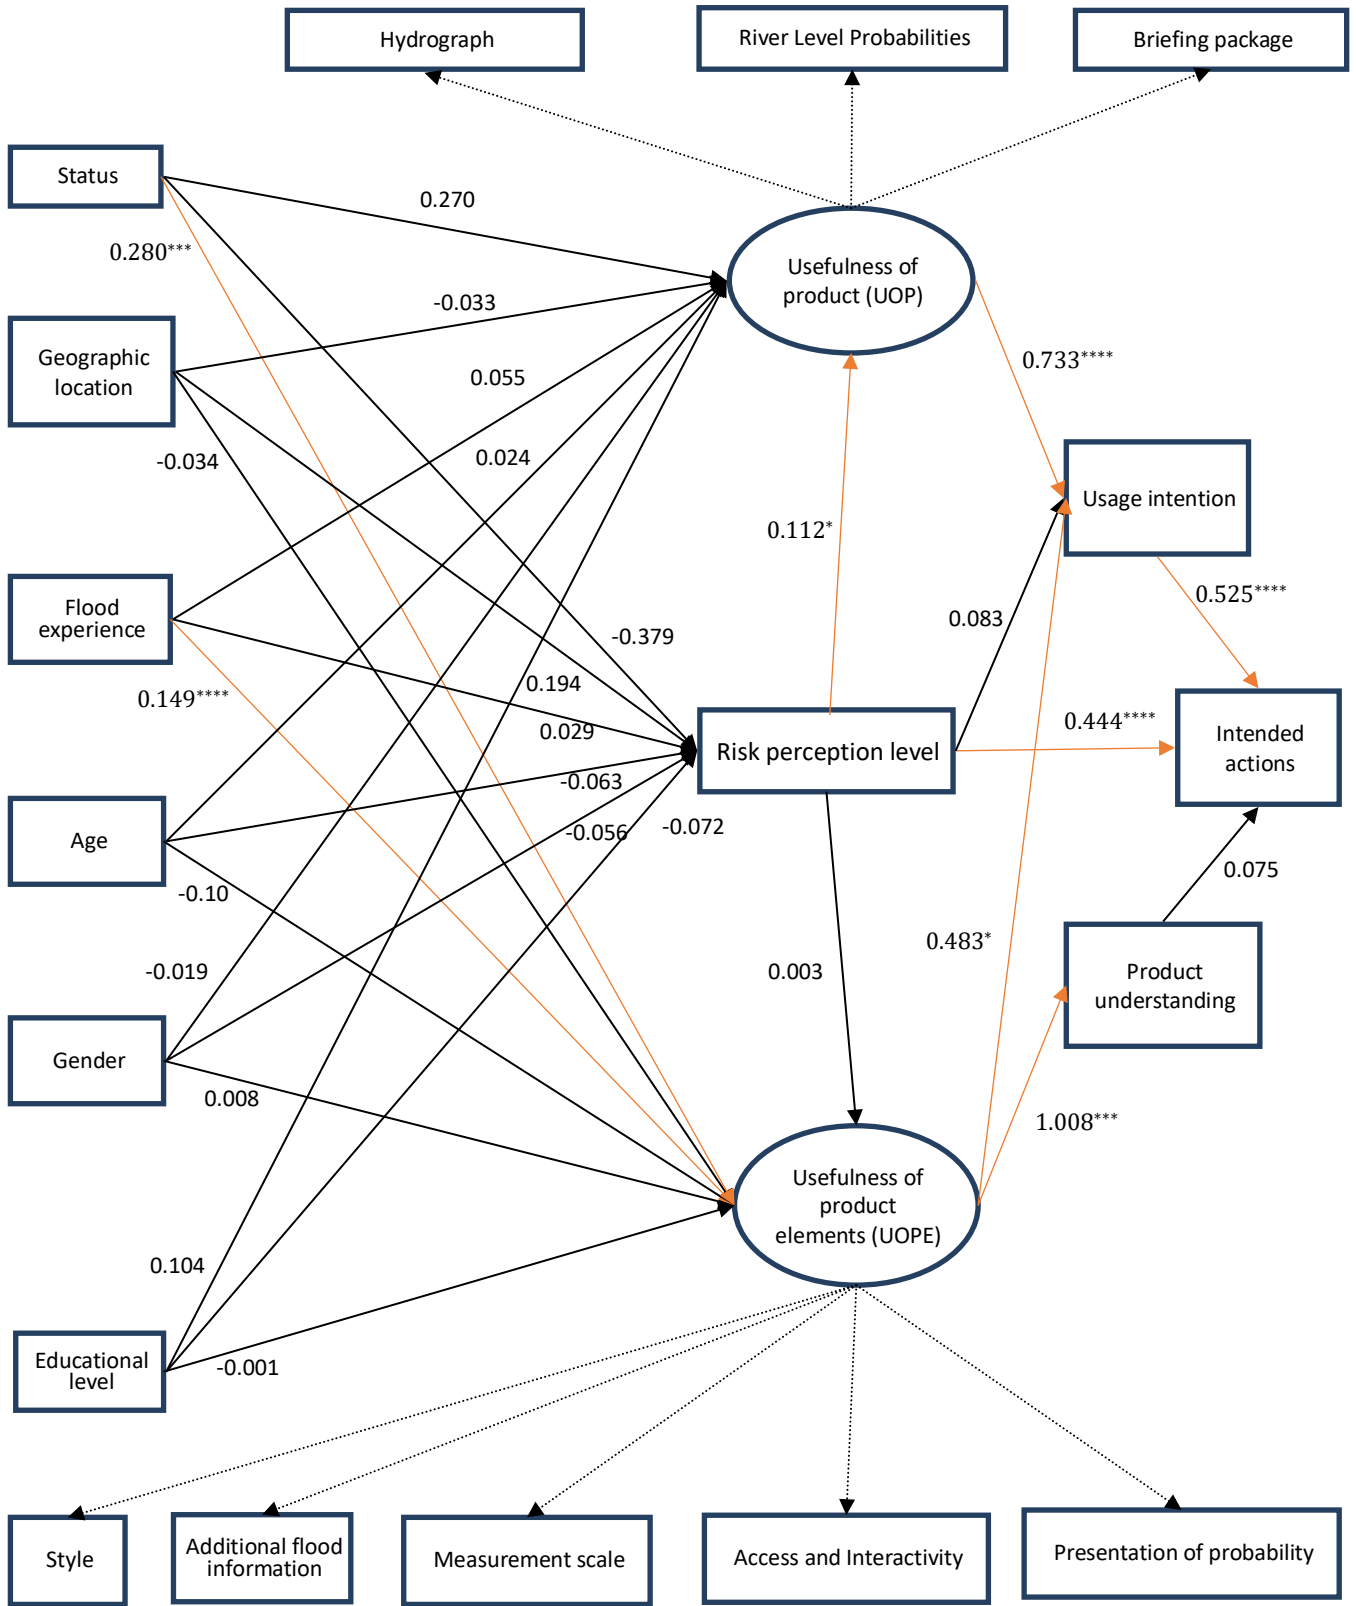 Hydrograph
River Level Probabilities
Briefing package
Status
0.270
0.280***
Usefulness of
product (UOP)
-0.033
Geographic
location
0.733****
0.055
-0.034
0.024
Usage intention
0.112*
Flood
experience
0.525****
0.083
-0.379
0.149****
0.194
0.029
0.444****
Risk perception level
Intended
actions
-0.063
-0.056
-0.072
Age
-0.10
0.075
0.483*
-0.019
0.003
Product
understanding
Gender
0.008
1.008***
Usefulness of
product
elements (UOPE)
0.104
Educational
level
-0.001
Style
Additional flood
information
Measurement scale
Access and Interactivity
Presentation of probability